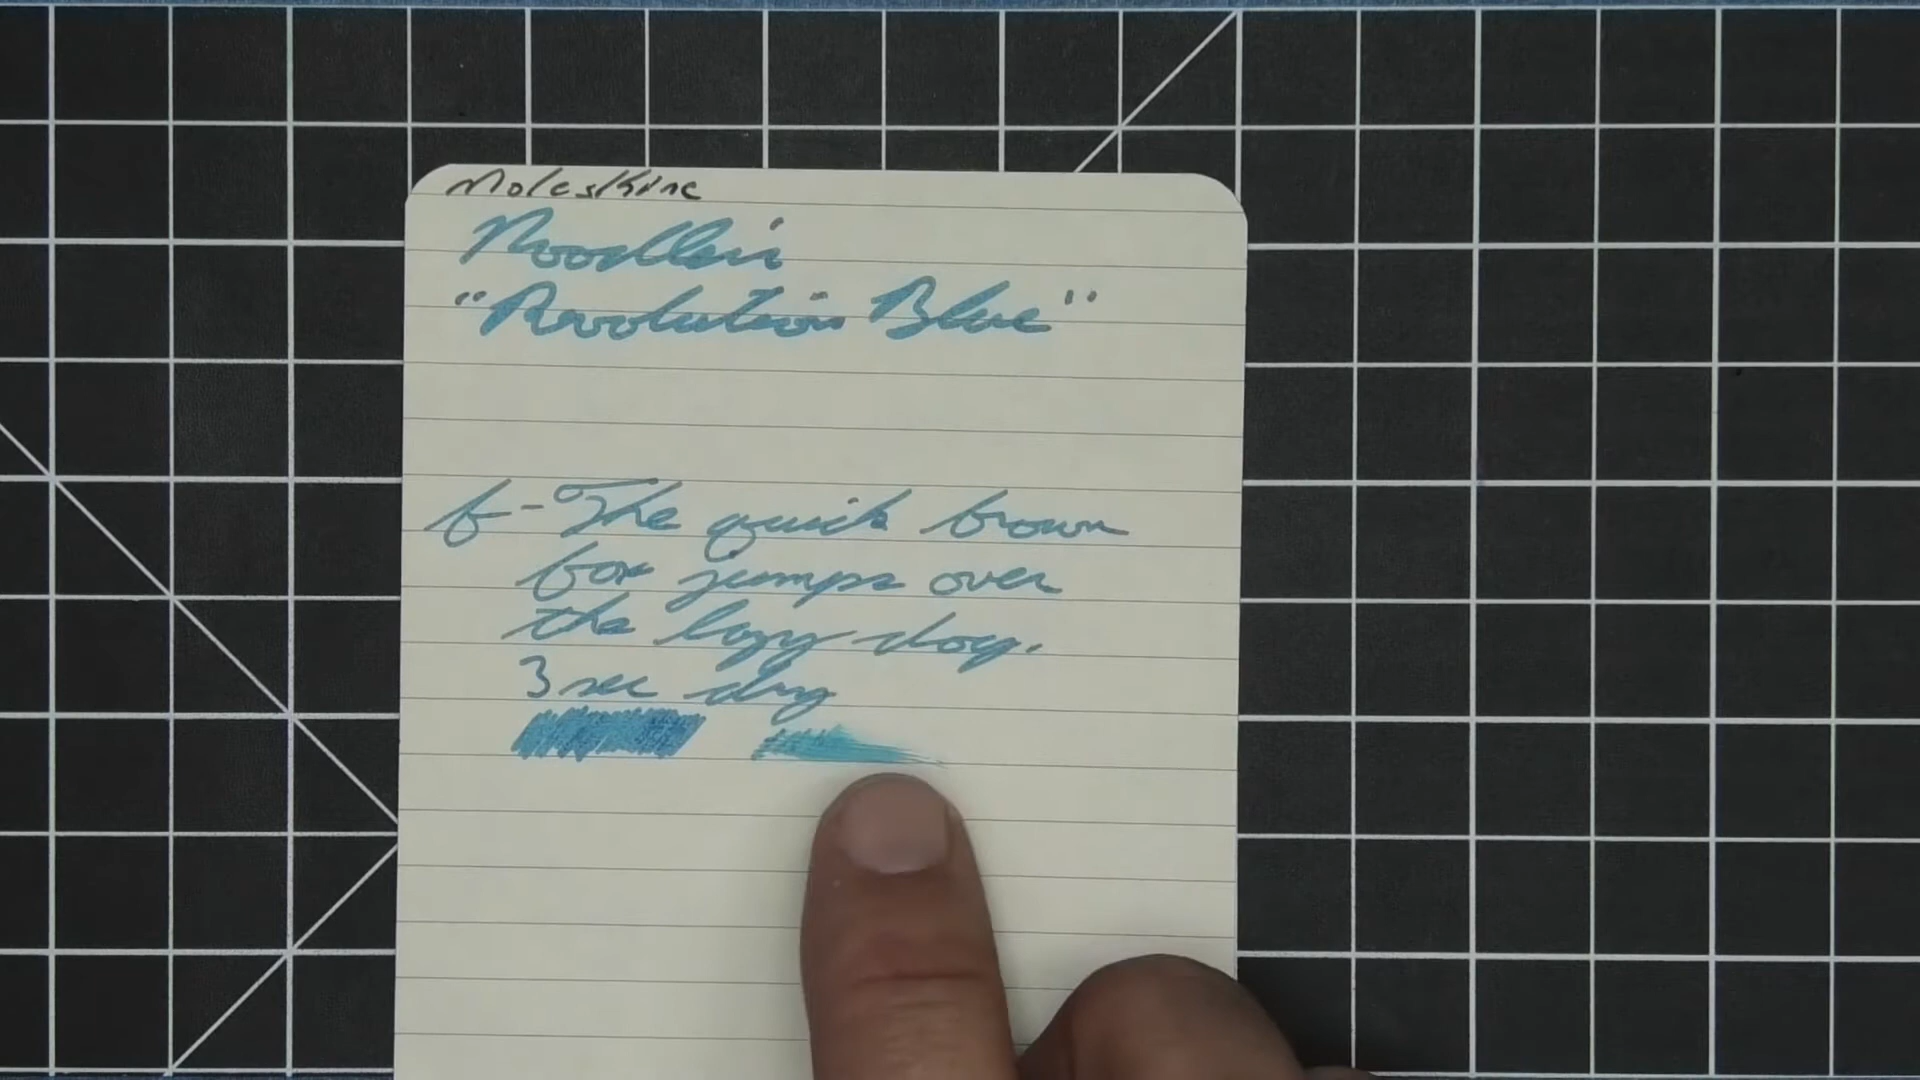 Moleskine
Noodler's
"Revolution Blue"
f - The quick brown
fox jumps over
the lazy dog.
3 sec dry